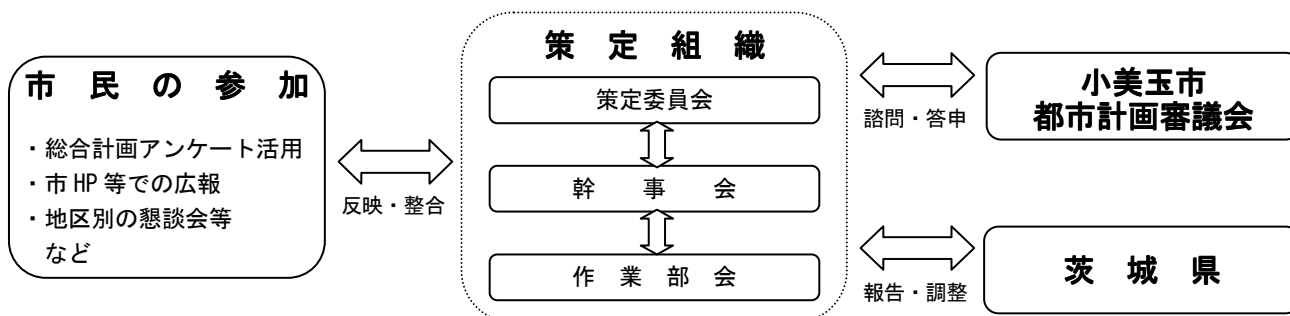 市民の参加
・総合計画アンケート活用
・市HP等での広報
・地区別の懇談会等
など
反映・整合
策定組織
策定委員会
幹事会
作業部会
諮問・答申
小美玉市
都市計画審議会
報告・調整
茨城県